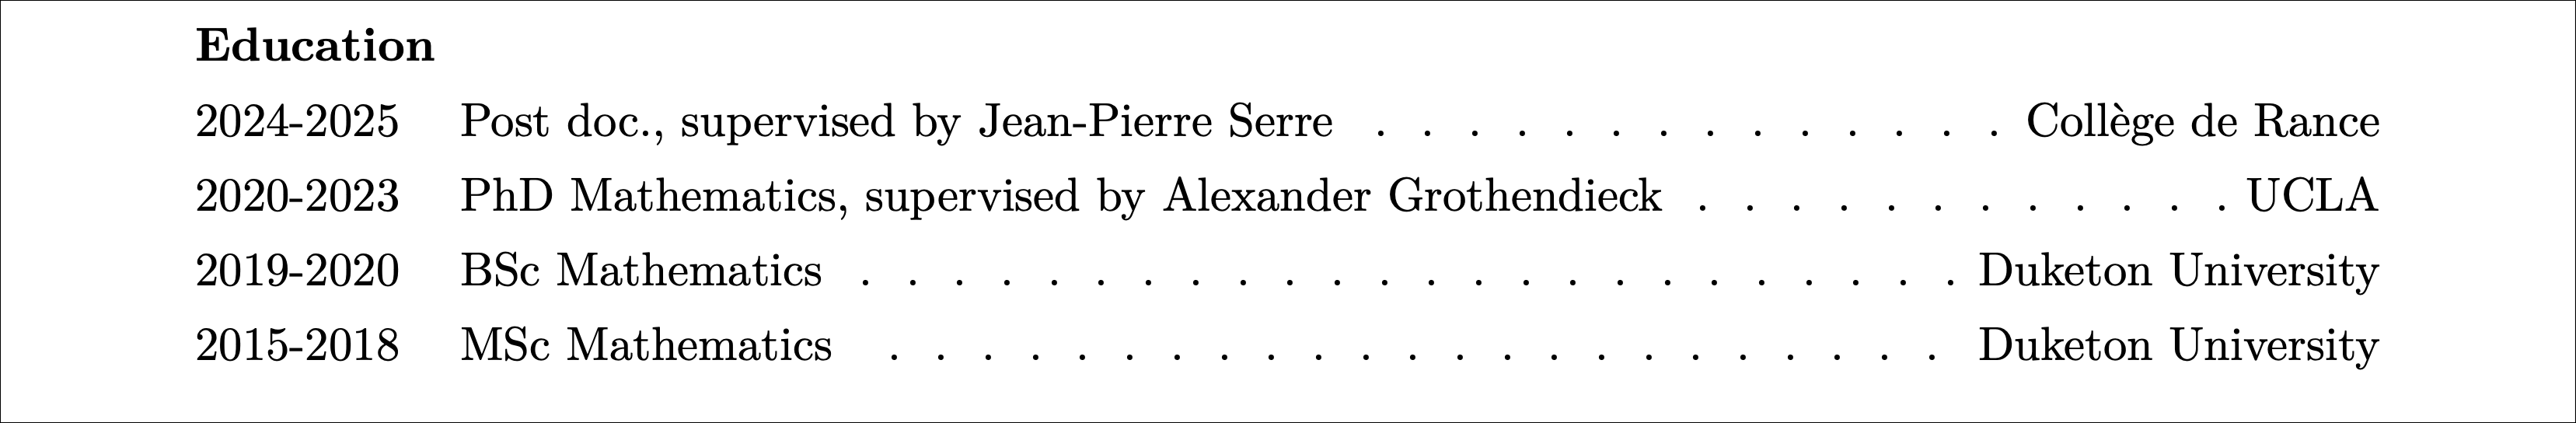 Education
2024-2025 Post doc., supervised by Jean-Pierre Serre . . . . . . . . . . . . . . Collège de Rance
2020-2023 PhD Mathematics, supervised by Alexander Grothendieck . . . . . . . . . . . . UCLA
2019-2020 BSc Mathematics . . . . . . . . . . . . . . . . . . . . . . . . Duketon University
2015-2018 MSc Mathematics . . . . . . . . . . . . . . . . . . . . . . . Duketon University